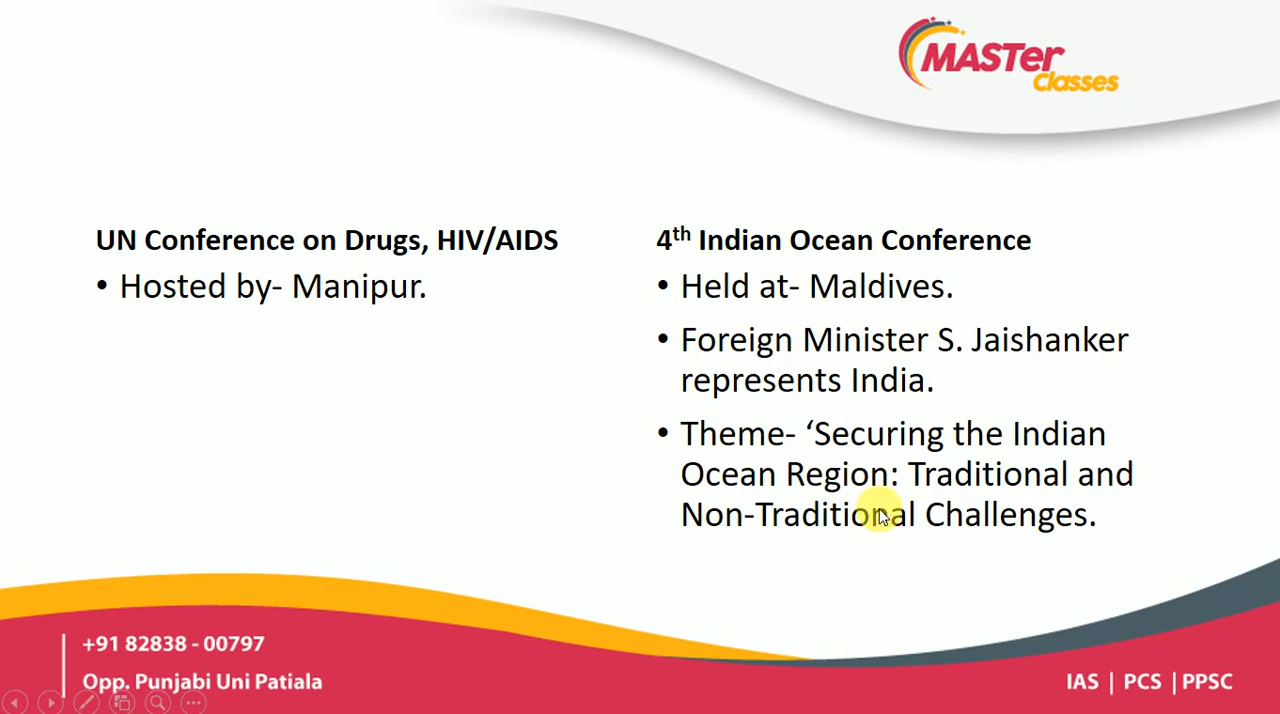 MASTer
Classes
UN Conference on Drugs, HIV/AIDS
• Hosted by- Manipur.
4th Indian Ocean Conference
• Held at- Maldives.
• Foreign Minister S. Jaishanker
represents India.
• Theme- ‘Securing the Indian
Ocean Region: Traditional and
Non-Traditional Challenges.
+91 82838 - 00797
Opp. Punjabi Uni Patiala
IAS | PCS | PPSC